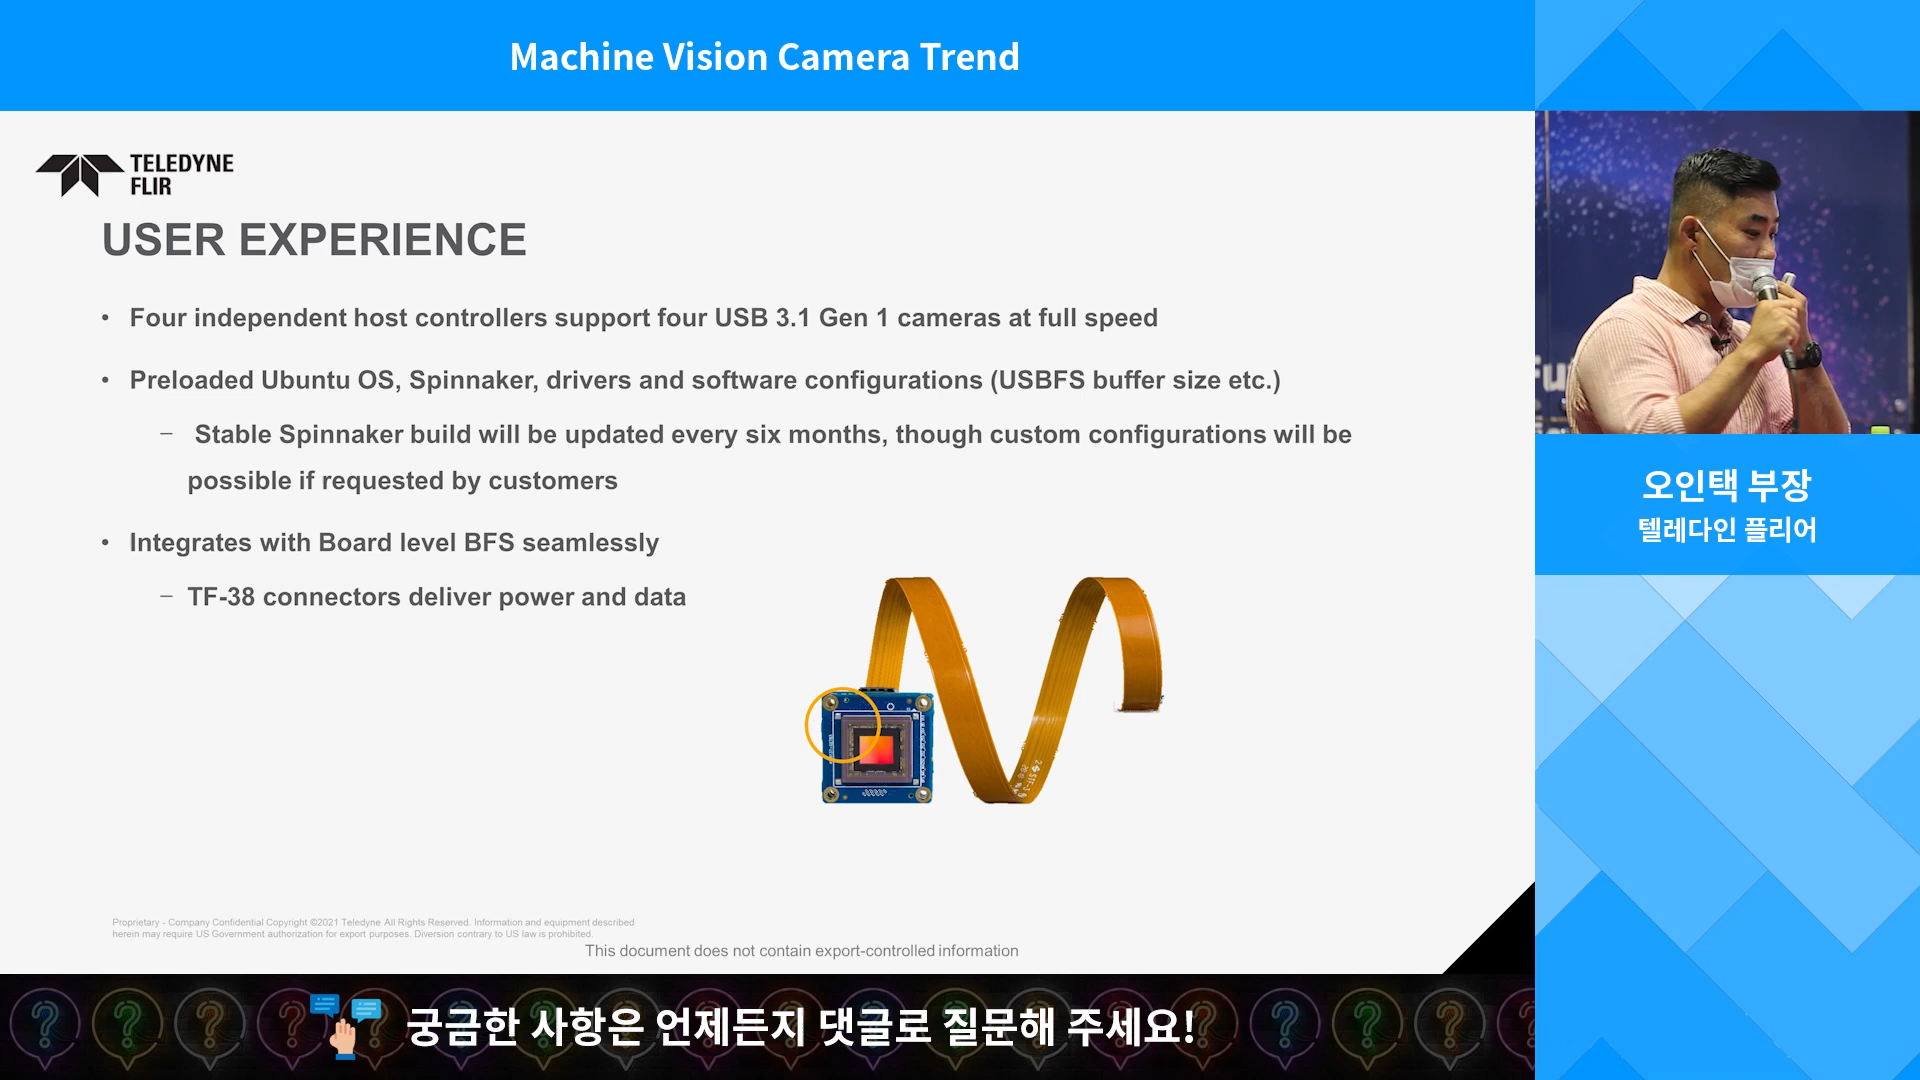 Machine Vision Camera Trend
TELEDYNE
FLIR
USER EXPERIENCE
• Four independent host controllers support four USB 3.1 Gen 1 cameras at full speed
• Preloaded Ubuntu OS, Spinnaker, drivers and software configurations (USBFS buffer size etc.)
– Stable Spinnaker build will be updated every six months, though custom configurations will be
possible if requested by customers
• Integrates with Board level BFS seamlessly
– TF-38 connectors deliver power and data
Proprietary - Company Confidential Copyright ©2021 Teledyne All Rights Reserved. Information and equipment described
herein may require US Government authorization for export purposes. Diversion contrary to US law is prohibited.
This document does not contain export-controlled information
오인택 부장
텔레다인 플리어
궁금한 사항은 언제든지 댓글로 질문해 주세요!